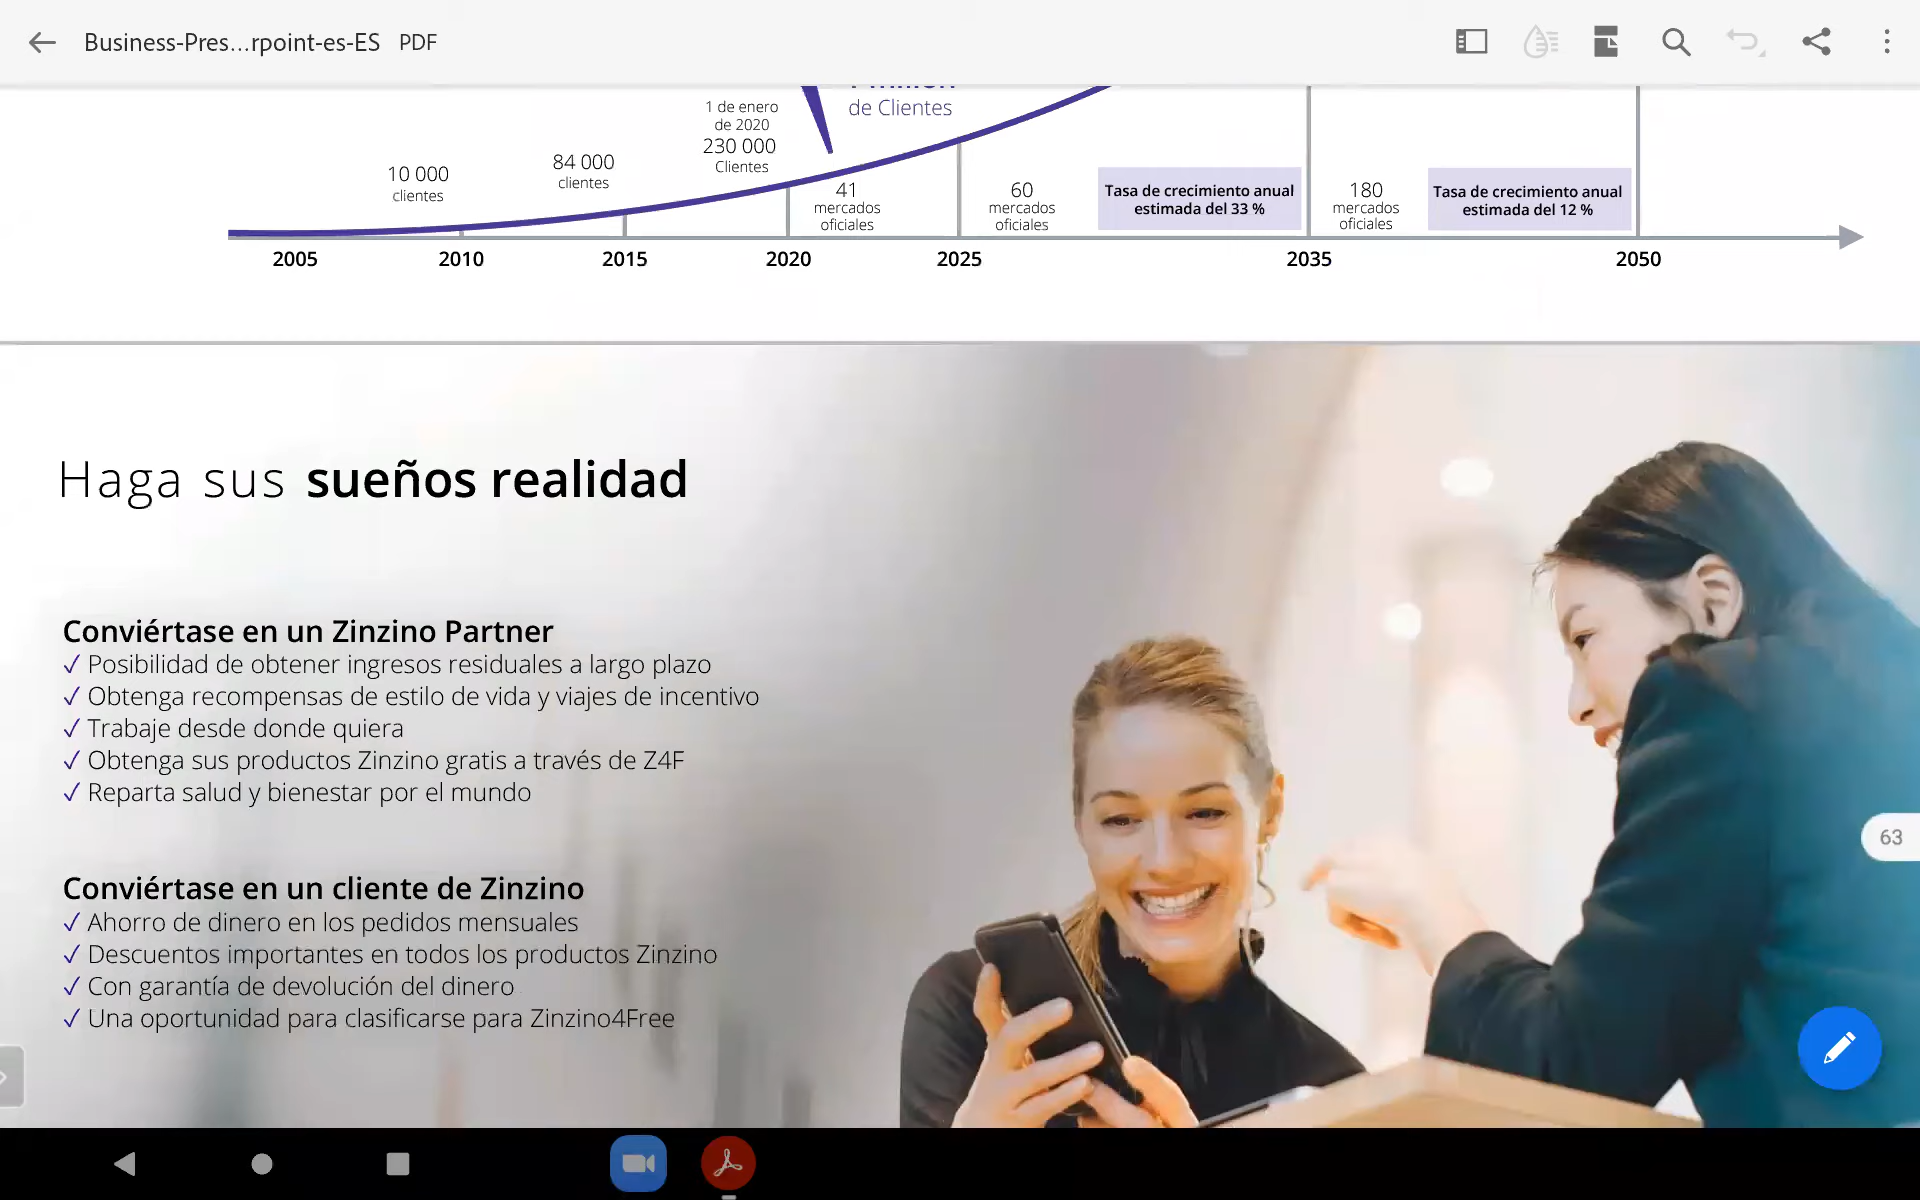 Business-Pres...rpoint-es-ES PDF
de Clientes
1 de enero
de 2020
230 000
Clientes
10 000
clientes
84 000
clientes
41
mercados
oficiales
60
mercados
oficiales
Tasa de crecimiento anual
estimada del 33 %
180
mercados
oficiales
Tasa de crecimiento anual
estimada del 12 %
2005 2010 2015 2020 2025 2035 2050
Haga sus sueños realidad
Conviértase en un Zinzino Partner
✓ Posibilidad de obtener ingresos residuales a largo plazo
✓ Obtenga recompensas de estilo de vida y viajes de incentivo
✓ Trabaje desde donde quiera
✓ Obtenga sus productos Zinzino gratis a través de Z4F
✓ Reparta salud y bienestar por el mundo
63
Conviértase en un cliente de Zinzino
✓ Ahorro de dinero en los pedidos mensuales
✓ Descuentos importantes en todos los productos Zinzino
✓ Con garantía de devolución del dinero
✓ Una oportunidad para clasificarse para Zinzino4Free